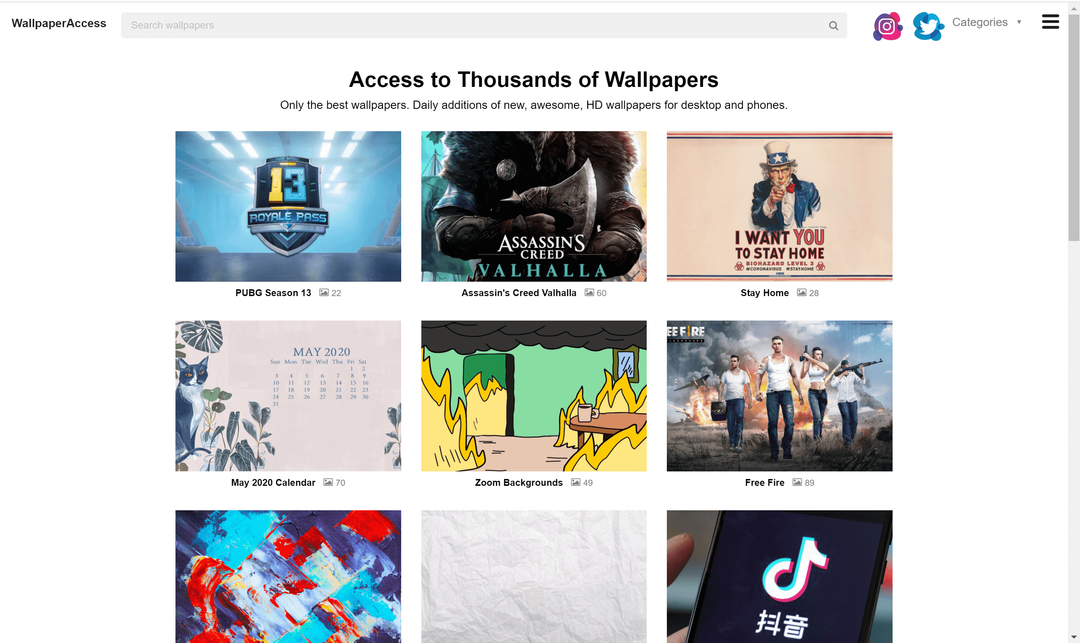 WallpaperAccess
Search wallpapers
Categories
Access to Thousands of Wallpapers
Only the best wallpapers. Daily additions of new, awesome, HD wallpapers for desktop and phones.
13
ROYALE PASS
ASSASSIN'S
CREED
VALHALLA
I WANT YOU
TO STAY HOME
BIOHAZARD LEVEL 3
#CORONAVIRUS #STAYHOME
PUBG Season 13 22
Assassin's Creed Valhalla 60
Stay Home 28
MAY 2020
Sun Mon Tue Wed Thu Fri Sat
1 2
3 4 5 6 7 8 9
10 11 12 13 14 15 16
17 18 19 20 21 22 23
24 25 26 27 28 29 30
31
EE FIRE
May 2020 Calendar 70
Zoom Backgrounds 49
Free Fire 89
抖音